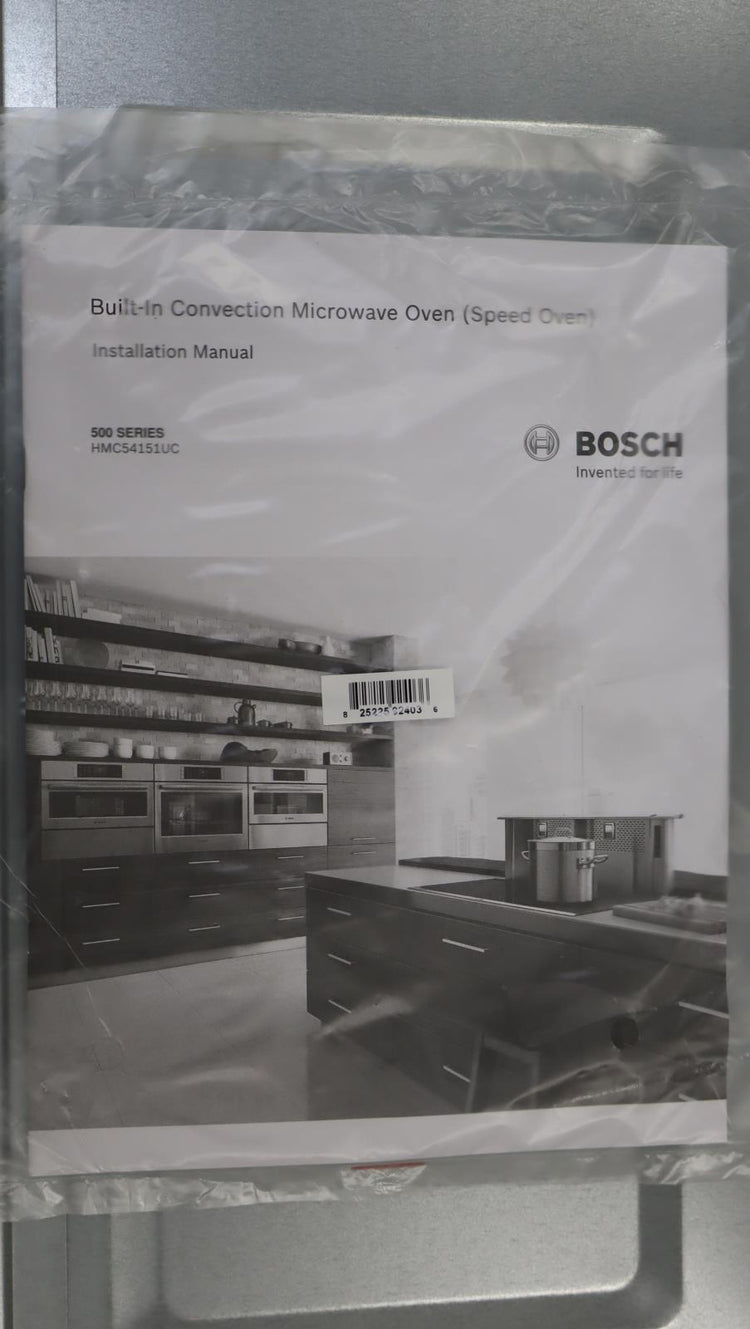 Built-In Convection Microwave Oven (Speed Oven)
Installation Manual
500 SERIES
HMC54151UC
BOSCH
Invented for life
8 25225 92403 6